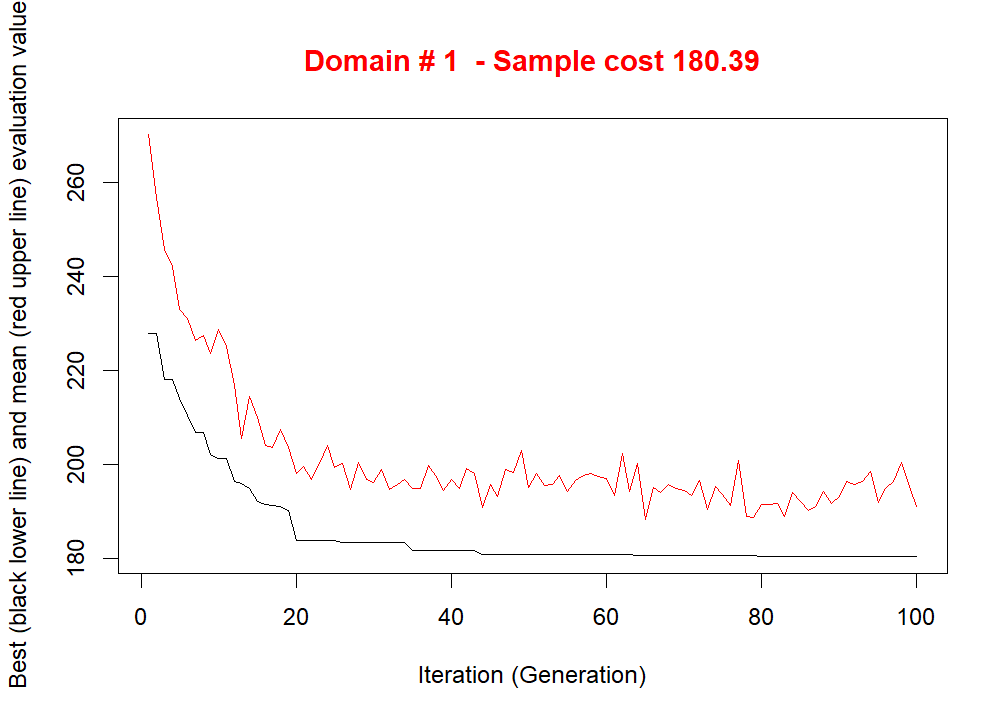 Domain # 1  - Sample cost 180.39
Best (black lower line) and mean (red upper line) evaluation value
260
240
220
200
180
0 20 40 60 80 100
Iteration (Generation)